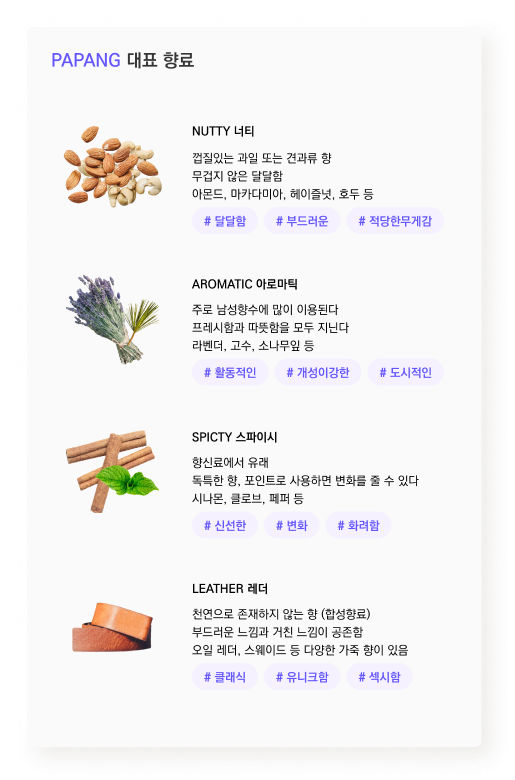 PAPANG 대표 향료
NUTTY 너티
껍질있는 과일 또는 견과류 향
무겁지 않은 달달함
아몬드, 마카다미아, 헤이즐넛, 호두 등
# 달달함 # 부드러운 # 적당한무게감
AROMATIC 아로마틱
주로 남성향수에 많이 이용된다
프레시함과 따뜻함을 모두 지닌다
라벤더, 고수, 소나무잎 등
# 활동적인 # 개성이강한 # 도시적인
SPICTY 스파이시
향신료에서 유래
독특한 향, 포인트로 사용하면 변화를 줄 수 있다
시나몬, 클로브, 페퍼 등
# 신선한 # 변화 # 화려함
LEATHER 레더
천연으로 존재하지 않는 향 (합성향료)
부드러운 느낌과 거친 느낌이 공존함
오일 레더, 스웨이드 등 다양한 가죽 향이 있음
# 클래식 # 유니크함 # 섹시함